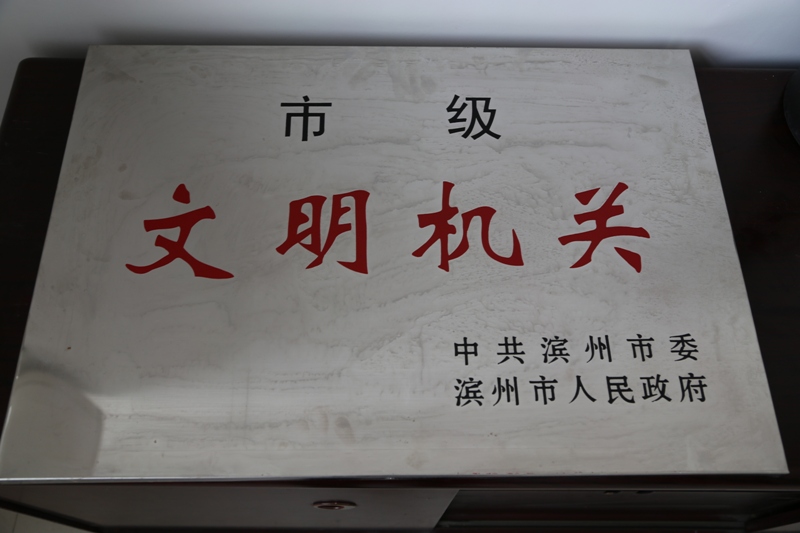 市级
文明机关
中共滨州市委
滨州市人民政府